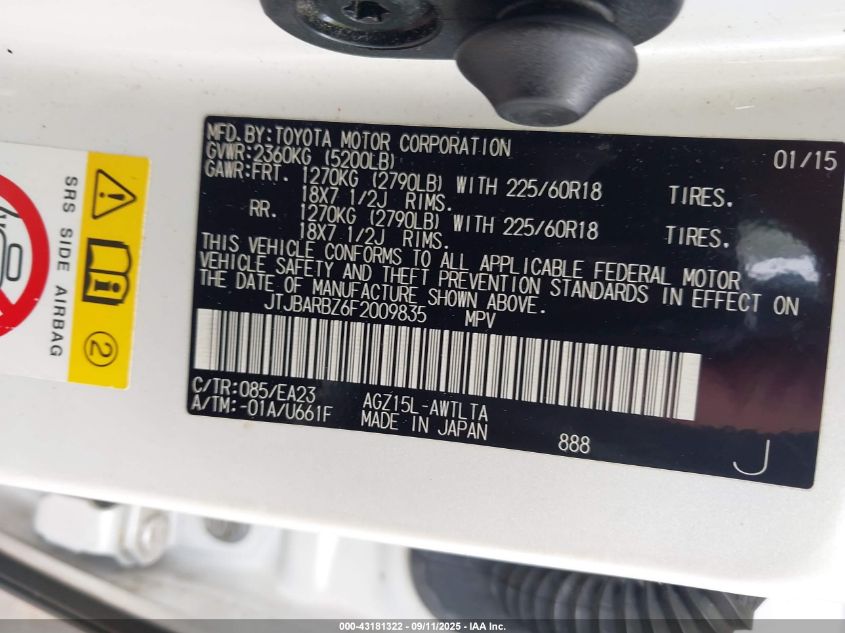 MFD. BY: TOYOTA MOTOR CORPORATION 01/15
GVWR: 2360KG (5200LB)
GAWR: FRT. 1270KG (2790LB) WITH 225/60R18 TIRES.
18X7 1/2J RIMS.
RR. 1270KG (2790LB) WITH 225/60R18 TIRES.
18X7 1/2J RIMS.
THIS VEHICLE CONFORMS TO ALL APPLICABLE FEDERAL MOTOR
VEHICLE SAFETY AND THEFT PREVENTION STANDARDS IN EFFECT ON
THE DATE OF MANUFACTURE SHOWN ABOVE.
JTJBARBZ6F2009835 MPV
C/TR: 085/EA23 AGZ15L-AWTLTA
A/TM: -01A/U661F MADE IN JAPAN 888
J
SRS SIDE AIRBAG
2
000-43181322 - 09/11/2025 - IAA Inc.